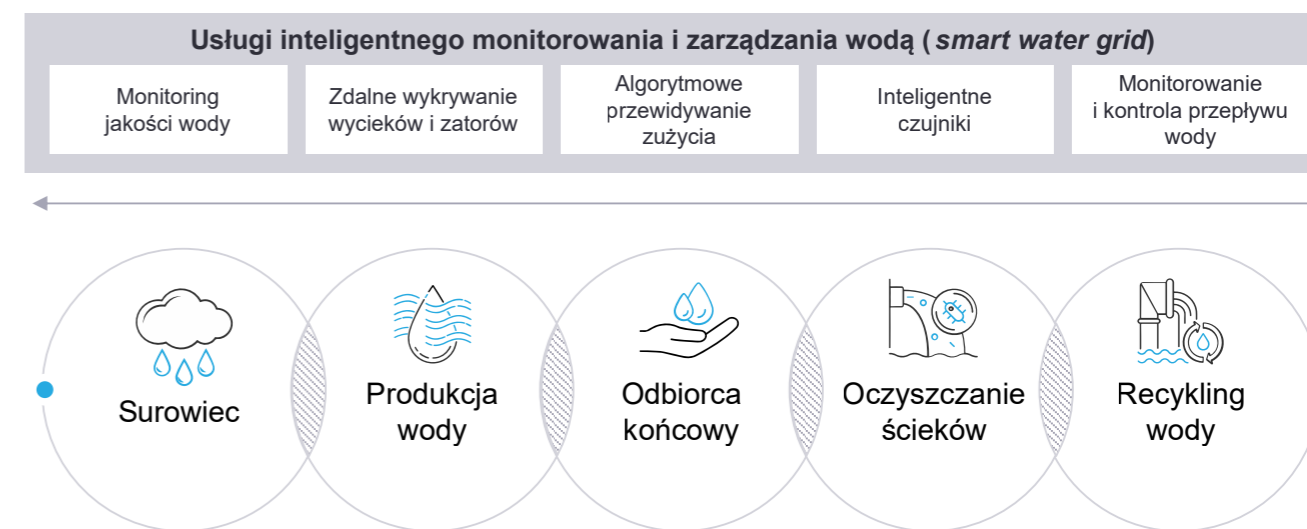 Usługi inteligentnego monitorowania i zarządzania wodą ( smart water grid)
Monitoring
jakości wody
Zdalne wykrywanie
wycieków i zatorów
Algorytmowe
przewidywanie
zużycia
Inteligentne
czujniki
Monitorowanie
i kontrola przepływu
wody
Surowiec
Produkcja
wody
Odbiorca
końcowy
Oczyszczanie
ścieków
Recykling
wody